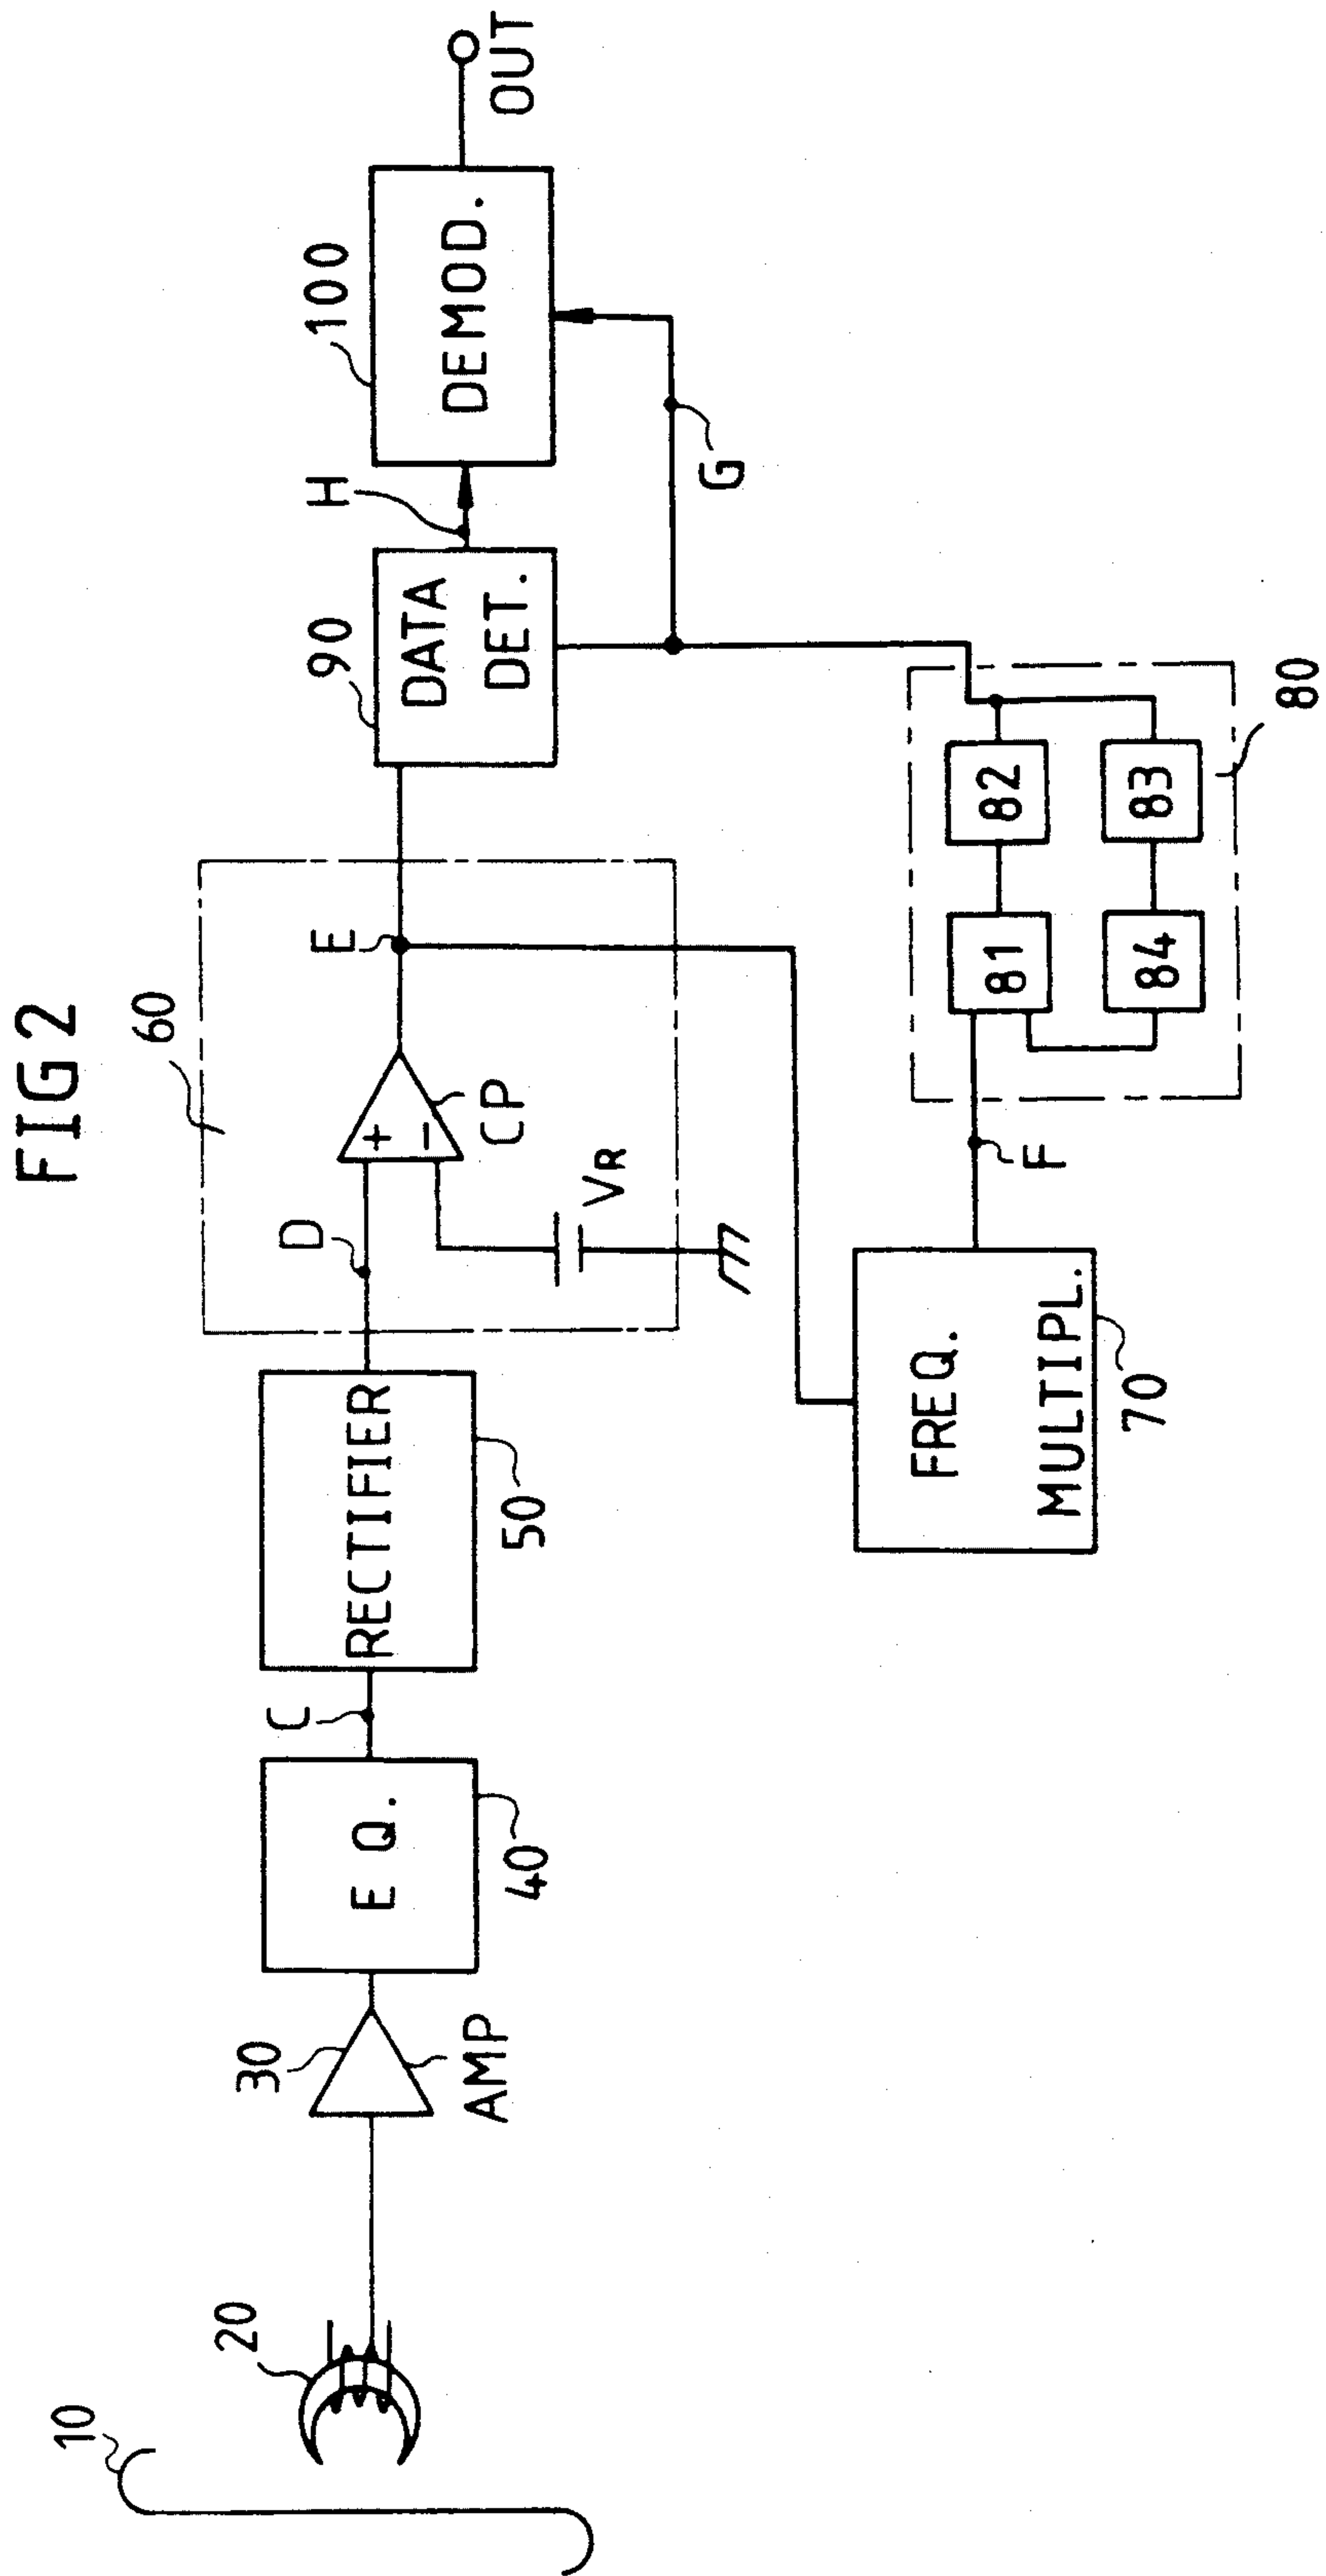 FIG 2
10
20
30
AMP
E Q.
40
C
RECTIFIER
50
D
60
+
−
CP
VR
E
90
DATA
DET.
H
100
DEMOD.
OUT
G
FREQ.
MULTIPL.
70
F
81
82
84
83
80